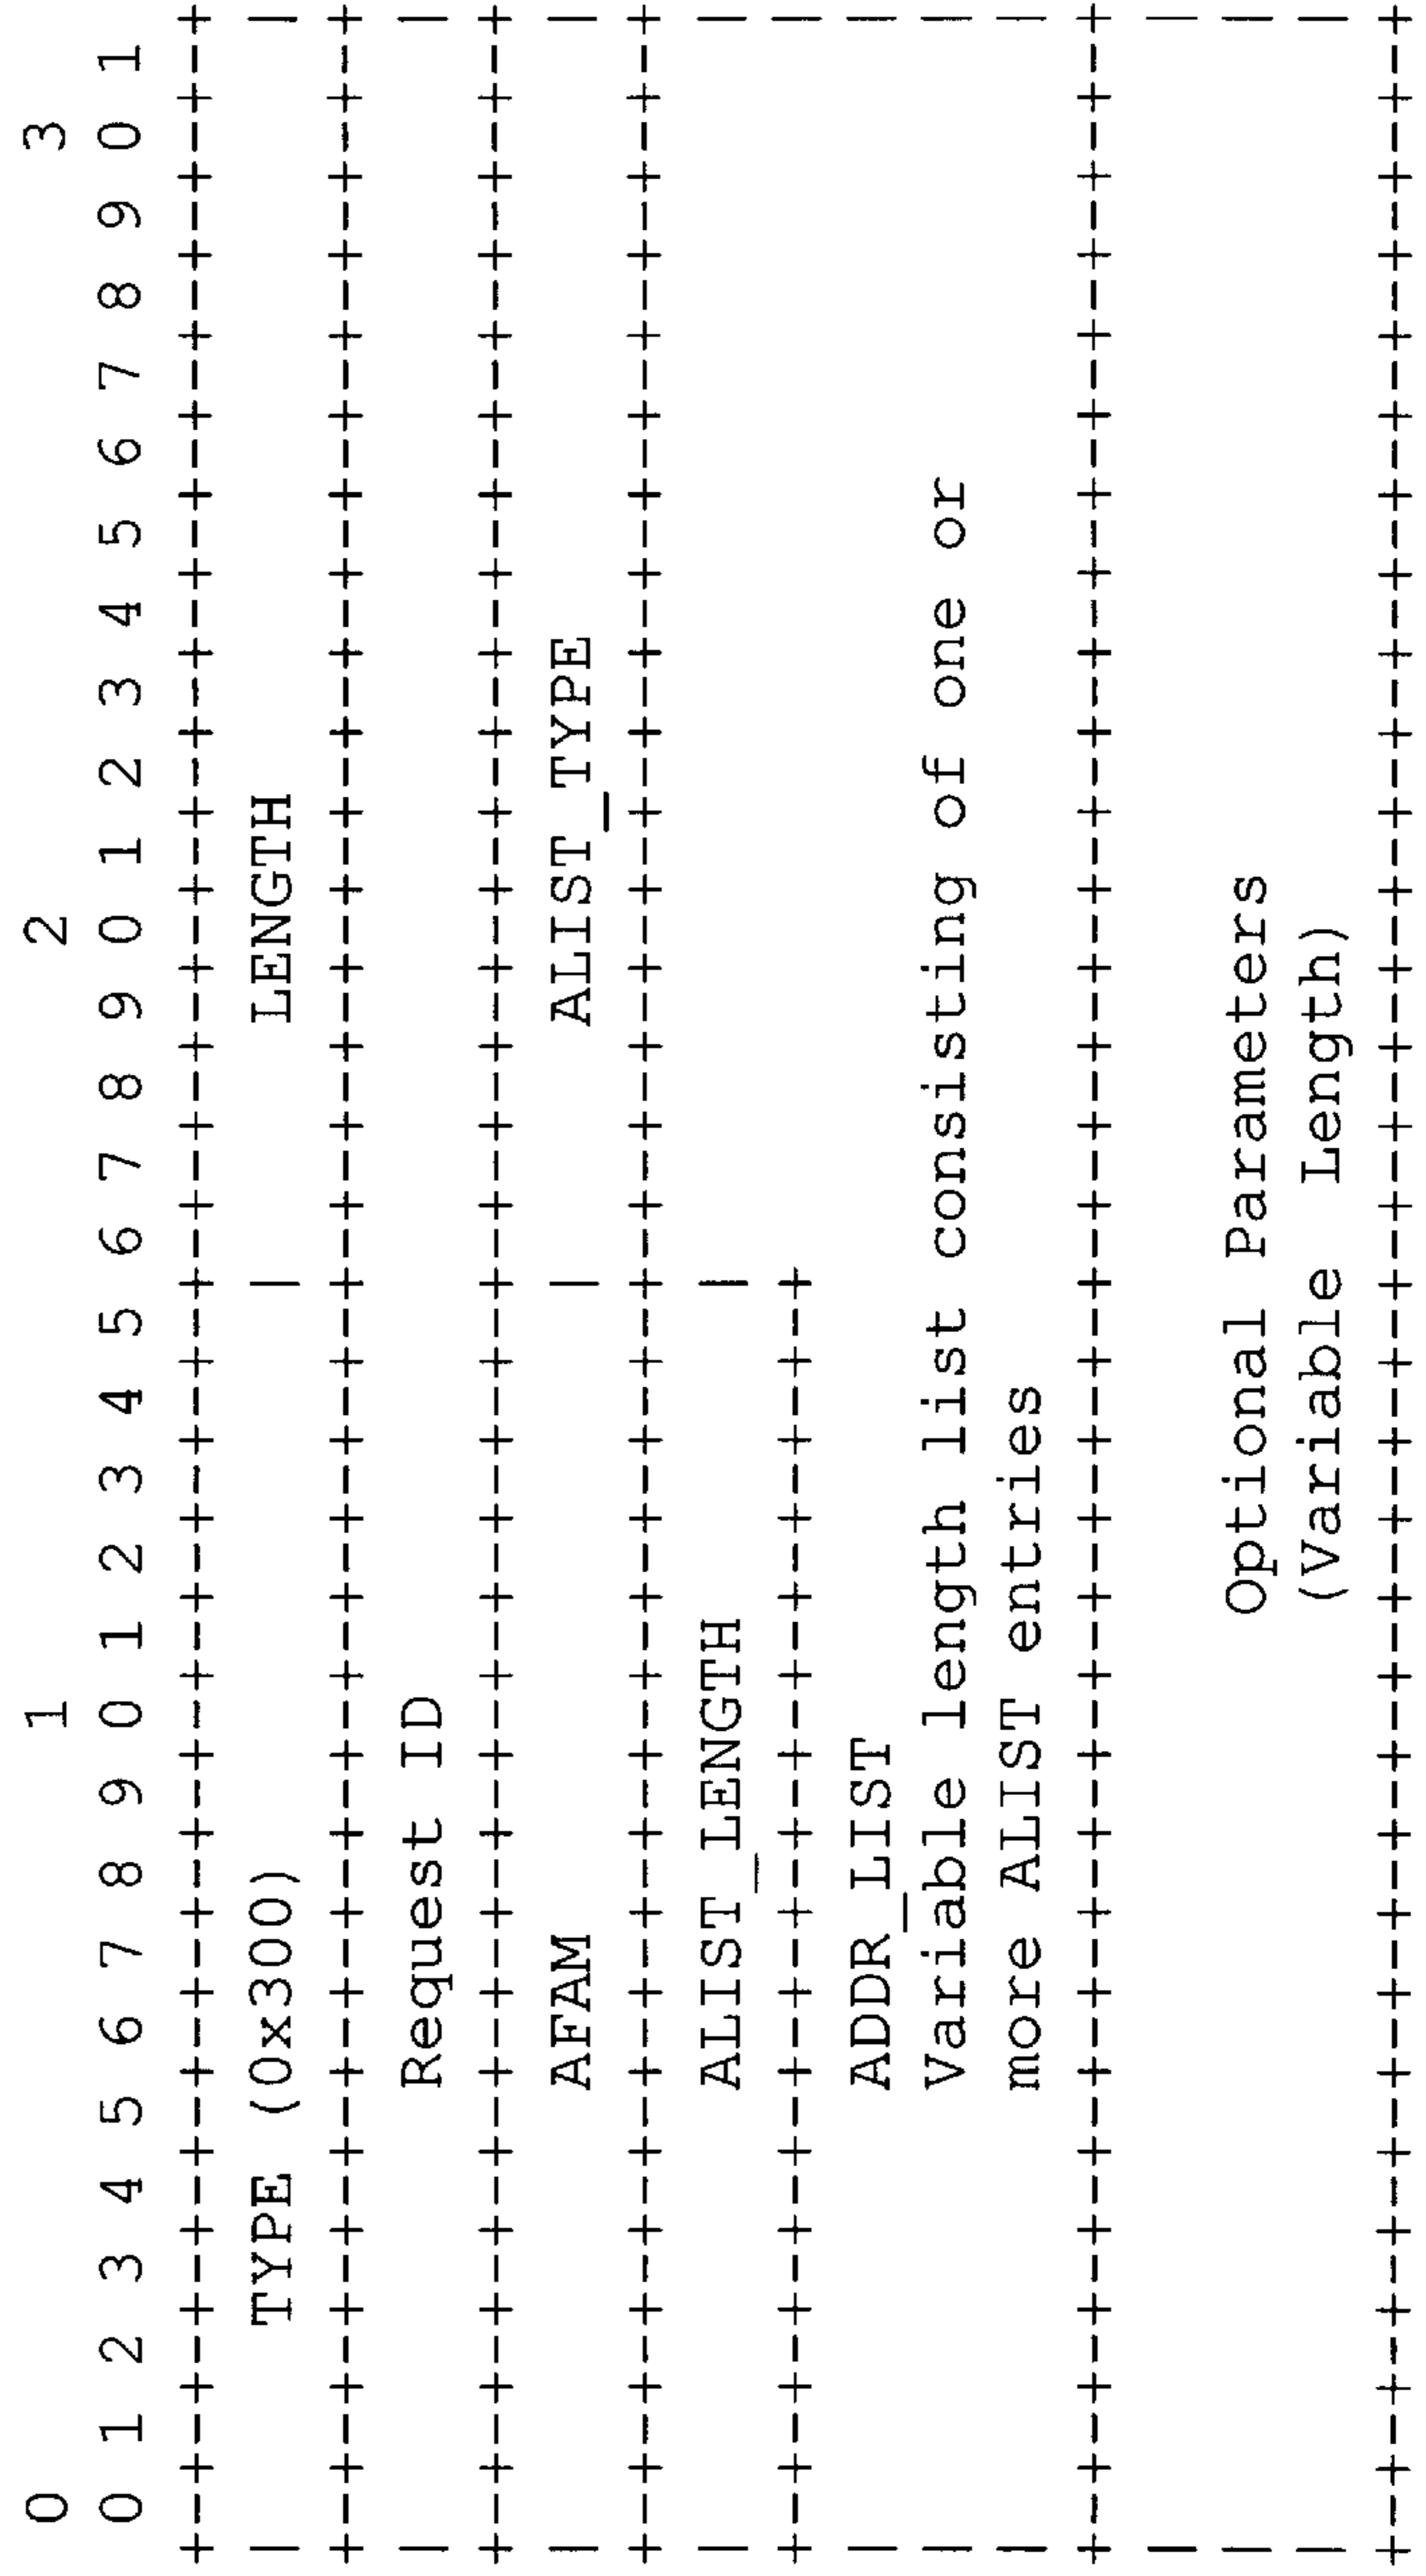 0                   1                   2                   3
0 1 2 3 4 5 6 7 8 9 0 1 2 3 4 5 6 7 8 9 0 1 2 3 4 5 6 7 8 9 0 1
+-+-+-+-+-+-+-+-+-+-+-+-+-+-+-+-+-+-+-+-+-+-+-+-+-+-+-+-+-+-+-+-+
|     TYPE (0x300)              |      LENGTH                   |
+-+-+-+-+-+-+-+-+-+-+-+-+-+-+-+-+-+-+-+-+-+-+-+-+-+-+-+-+-+-+-+-+
|           Request ID                                          |
+-+-+-+-+-+-+-+-+-+-+-+-+-+-+-+-+-+-+-+-+-+-+-+-+-+-+-+-+-+-+-+-+
|           AFAM                |      ALIST_TYPE               |
+-+-+-+-+-+-+-+-+-+-+-+-+-+-+-+-+-+-+-+-+-+-+-+-+-+-+-+-+-+-+-+-+
|           ALIST_LENGTH        |                               |
+-+-+-+-+-+-+-+-+-+-+-+-+-+-+-+-+
|           ADDR_LIST                                           |
|           Variable length list consisting of one or           |
|           more ALIST entries                                  |
+-+-+-+-+-+-+-+-+-+-+-+-+-+-+-+-+-+-+-+-+-+-+-+-+-+-+-+-+-+-+-+-+
|                                                               |
|                       Optional Parameters                     |
|                       (Variable Length)                       |
+-+-+-+-+-+-+-+-+-+-+-+-+-+-+-+-+-+-+-+-+-+-+-+-+-+-+-+-+-+-+-+-+